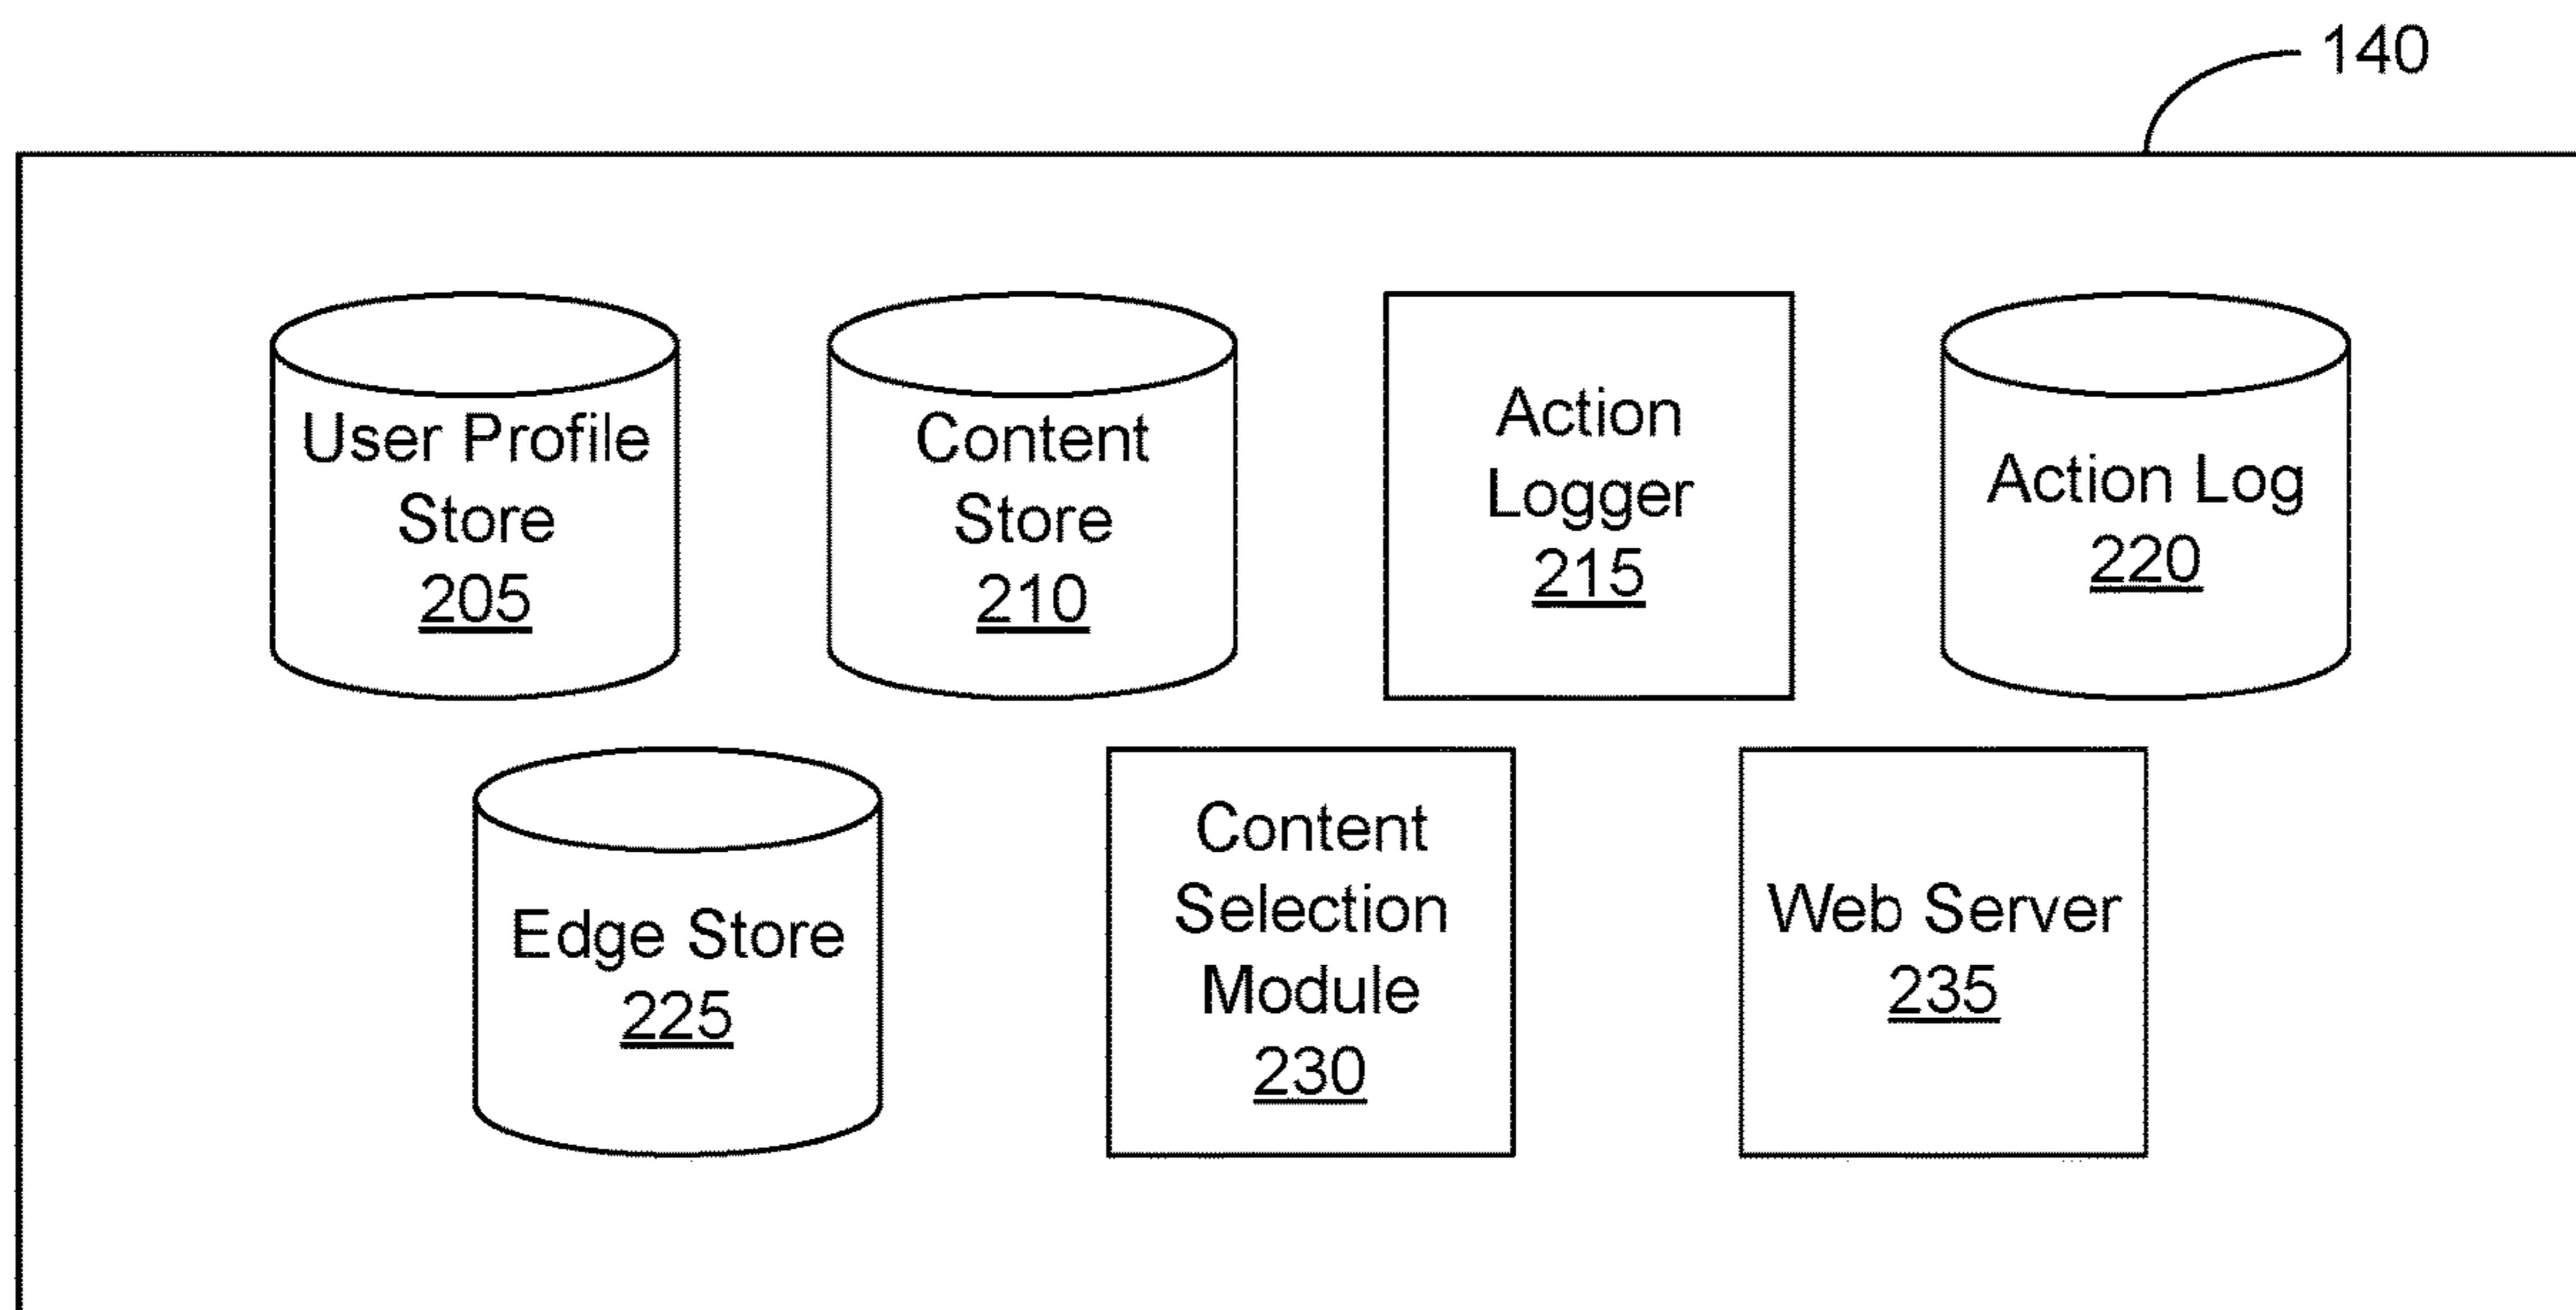 140
User Profile
Store
205
Content
Store
210
Action
Logger
215
Action Log
220
Edge Store
225
Content
Selection
Module
230
Web Server
235